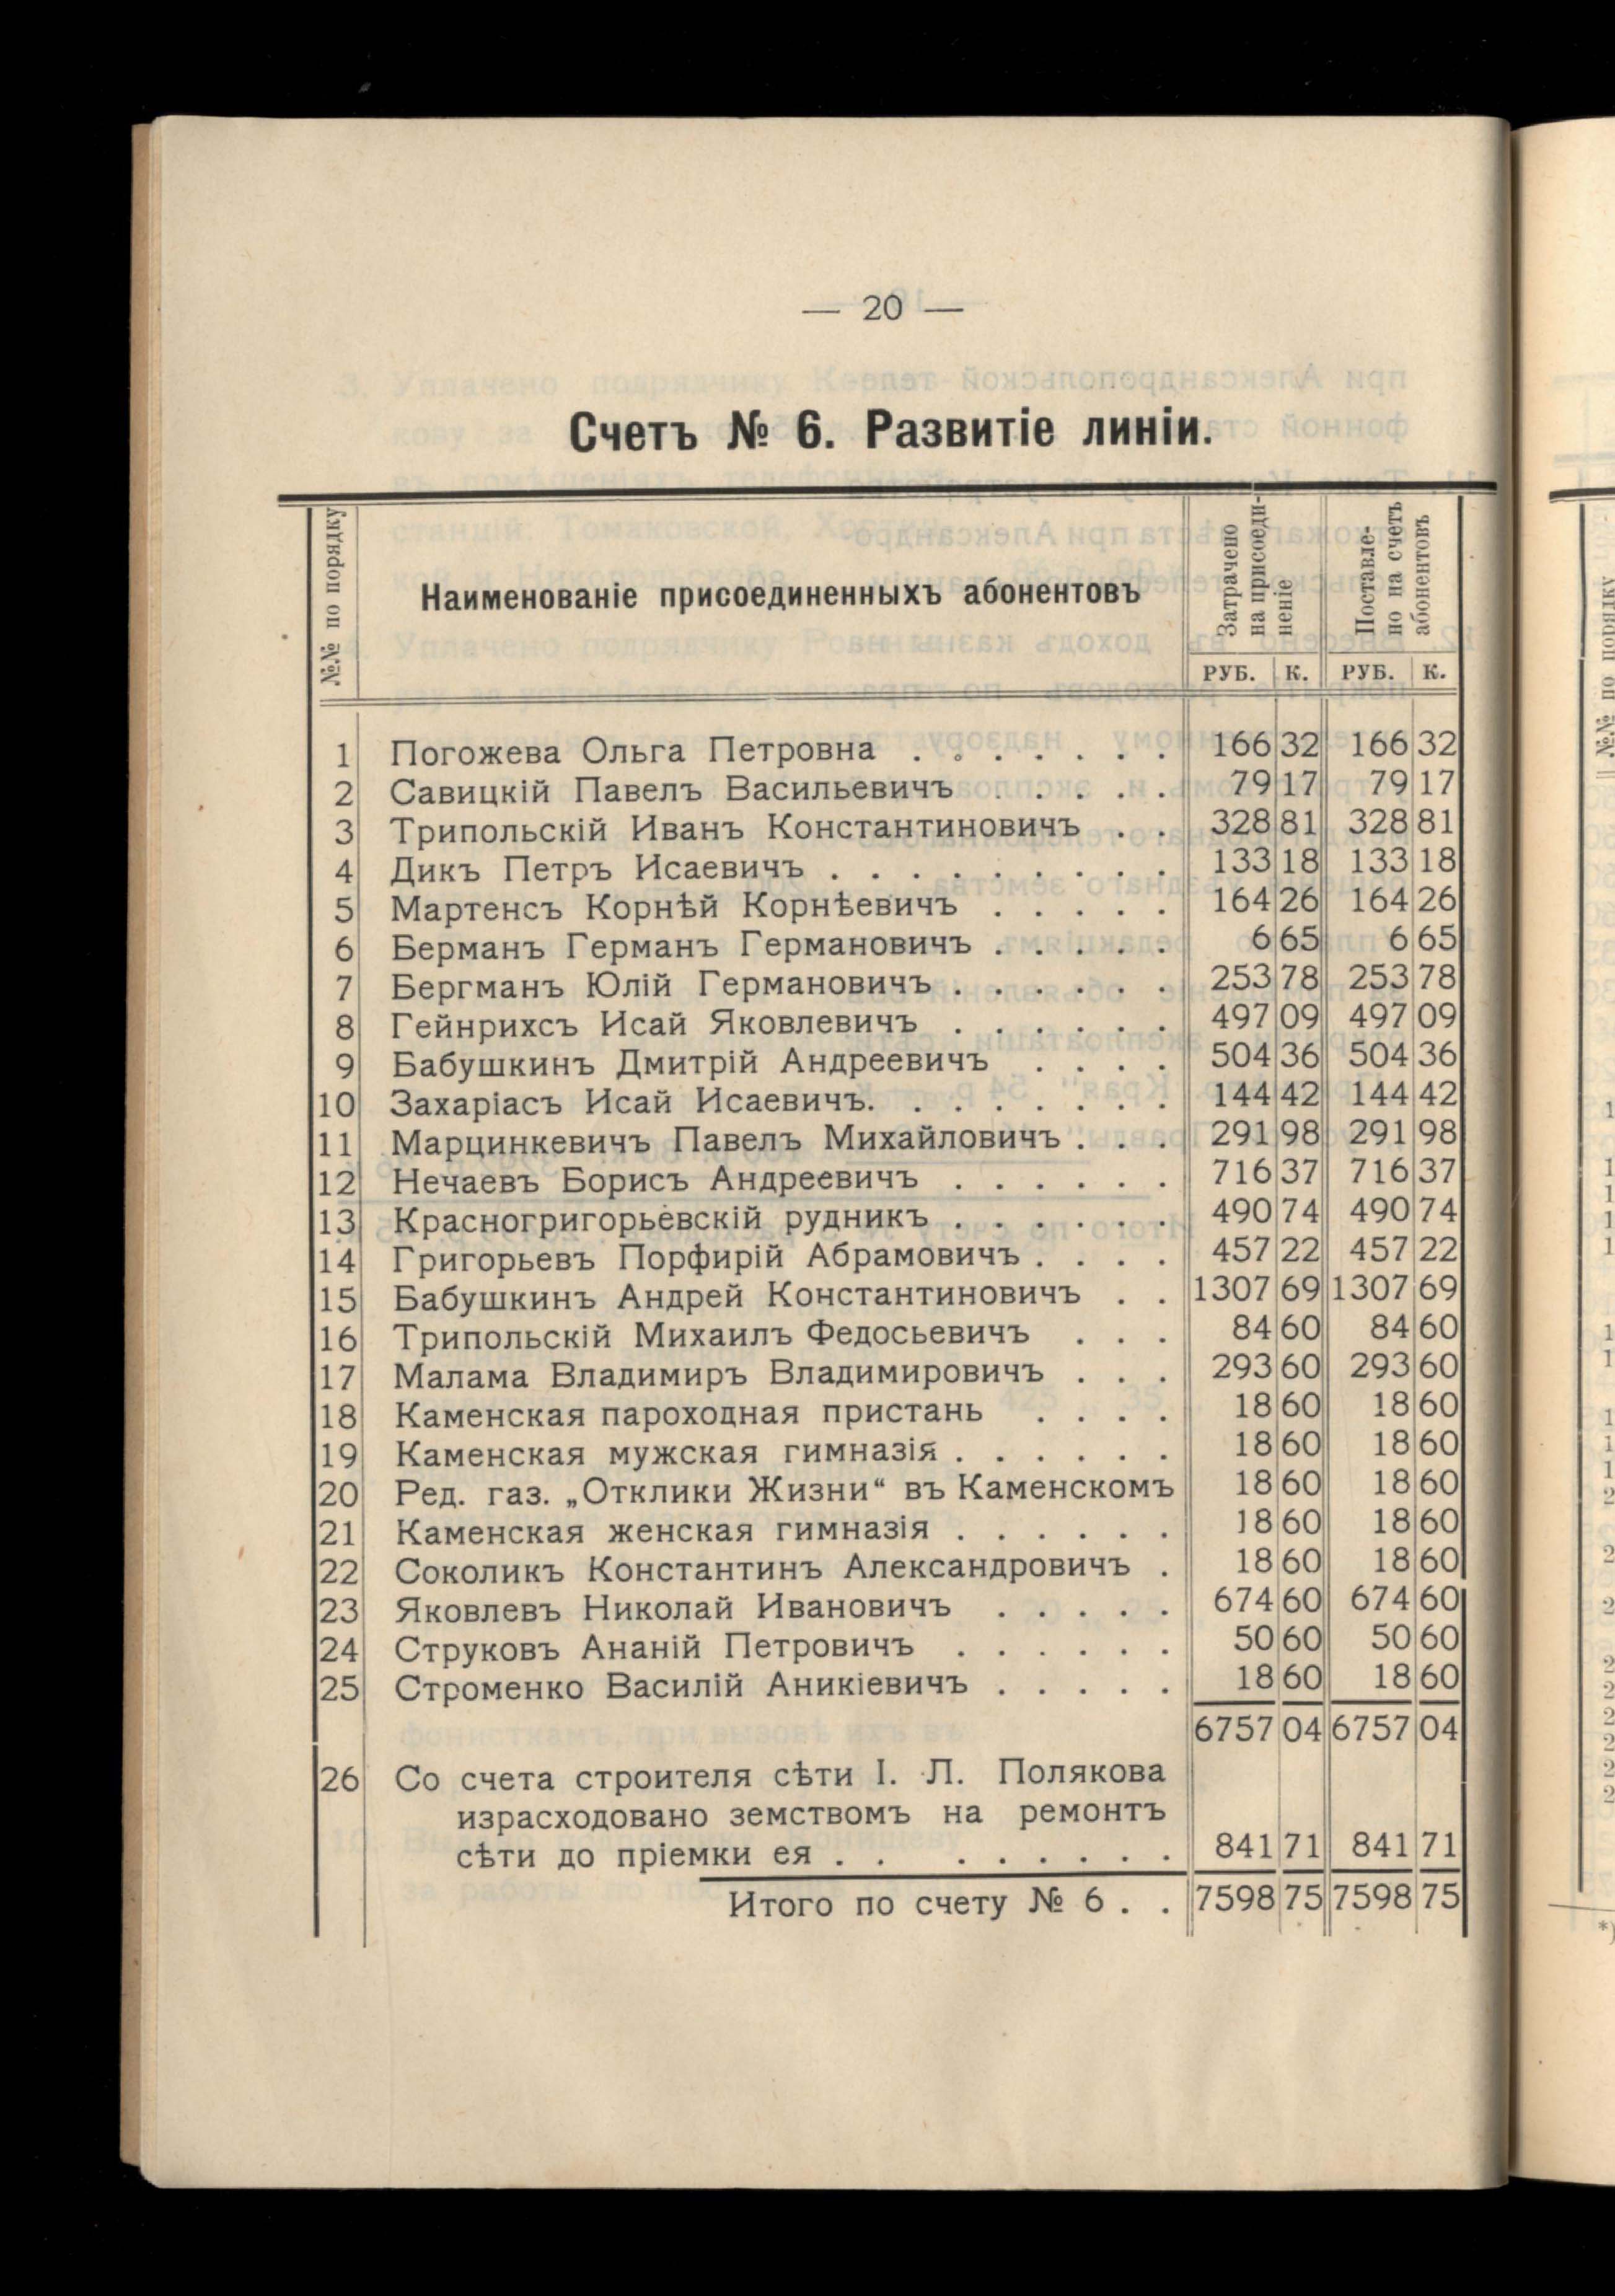 — 20 —
Счетъ № 6. Развитіе линіи.
№№ по порядку
Наименованіе присоединенныхъ абонентовъ
Затрачено на присоеди-неніе
Поставле-но на счетъ абонентовъ
РУБ. К. РУБ. К.
1 Погожева Ольга Петровна . . . . . . . 166 32 166 32
2 Савицкій Павелъ Васильевичъ . . . . . 79 17 79 17
3 Трипольскій Иванъ Константиновичъ . . 328 81 328 81
4 Дикъ Петръ Исаевичъ . . . . . . . . . 133 18 133 18
5 Мартенсъ Корнѣй Корнѣевичъ . . . . . 164 26 164 26
6 Берманъ Германъ Германовичъ . . . . . 6 65 6 65
7 Бергманъ Юлій Германовичъ . . . . . . 253 78 253 78
8 Гейнрихсъ Исай Яковлевичъ . . . . . . 497 09 497 09
9 Бабушкинъ Дмитрій Андреевичъ . . . . 504 36 504 36
10 Захаріасъ Исай Исаевичъ. . . . . . . . 144 42 144 42
11 Марцинкевичъ Павелъ Михайловичъ . . . 291 98 291 98
12 Нечаевъ Борисъ Андреевичъ . . . . . . 716 37 716 37
13 Красногригорьевскій рудникъ . . . . . . 490 74 490 74
14 Григорьевъ Порфирій Абрамовичъ . . . . 457 22 457 22
15 Бабушкинъ Андрей Константиновичъ . . 1307 69 1307 69
16 Трипольскій Михаилъ Федосьевичъ . . . 84 60 84 60
17 Малама Владимиръ Владимировичъ . . . 293 60 293 60
18 Каменская пароходная пристань . . . . 18 60 18 60
19 Каменская мужская гимназія . . . . . . 18 60 18 60
20 Ред. газ. „Отклики Жизни“ въ Каменскомъ 18 60 18 60
21 Каменская женская гимназія . . . . . . 18 60 18 60
22 Соколикъ Константинъ Александровичъ . 18 60 18 60
23 Яковлевъ Николай Ивановичъ . . . . . 674 60 674 60
24 Струковъ Ананій Петровичъ . . . . . . 50 60 50 60
25 Строменко Василій Аникіевичъ . . . . . 18 60 18 60
6757 04 6757 04
26 Со счета строителя сѣти І. Л. Полякова
израсходовано земствомъ на ремонтъ
сѣти до пріемки ея . . . . . . . . 841 71 841 71
Итого по счету № 6 . . 7598 75 7598 75